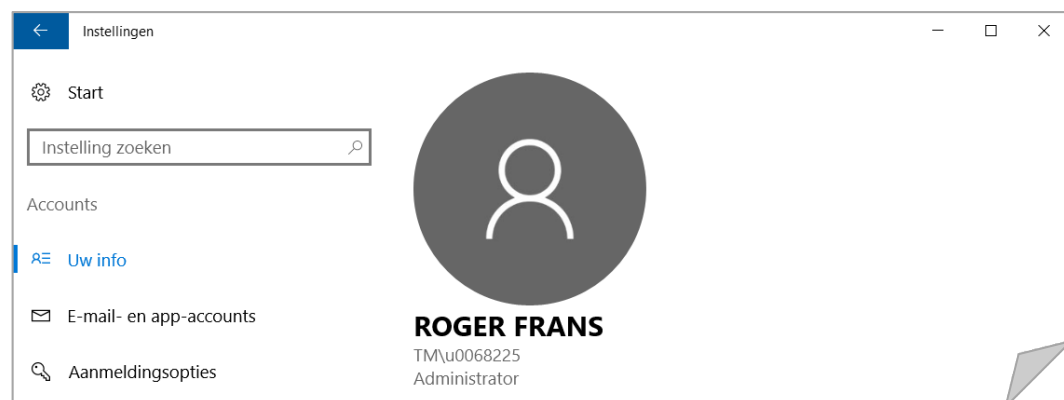 Instellingen
Start
Instelling zoeken
Accounts
Uw info
E-mail- en app-accounts
Aanmeldingsopties
ROGER FRANS
TM\u0068225
Administrator